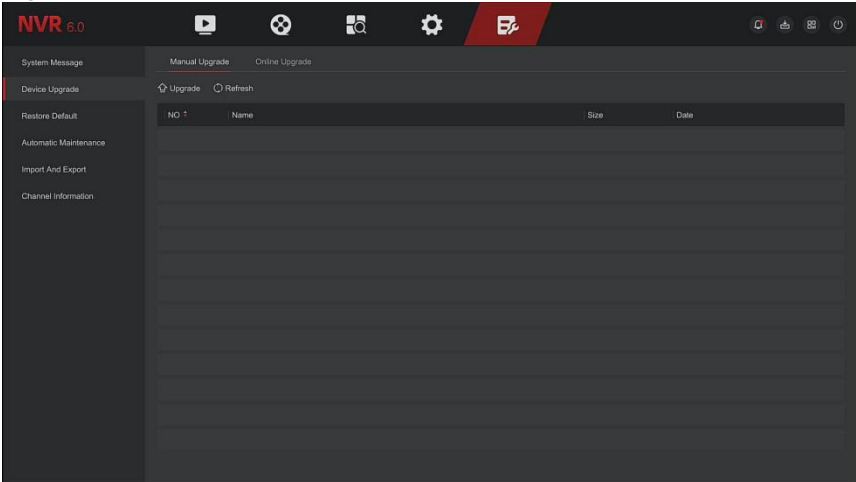 NVR 6.0
System Message
Device Upgrade
Restore Default
Automatic Maintenance
Import And Export
Channel Information
Manual Upgrade Online Upgrade
Upgrade Refresh
NO Name Size Date